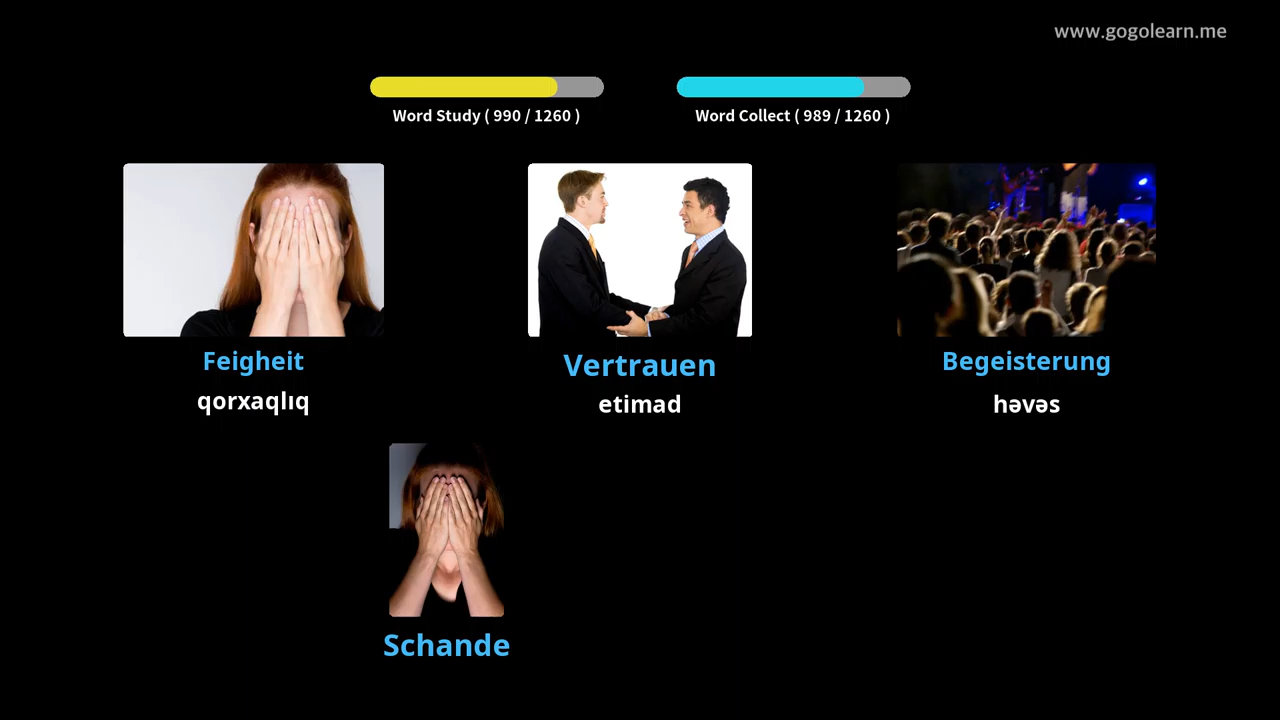 www.gogolearn.me
Word Study ( 990 / 1260 )
Word Collect ( 989 / 1260 )
Feigheit
qorxaqlıq
Vertrauen
etimad
Begeisterung
həvəs
Schande